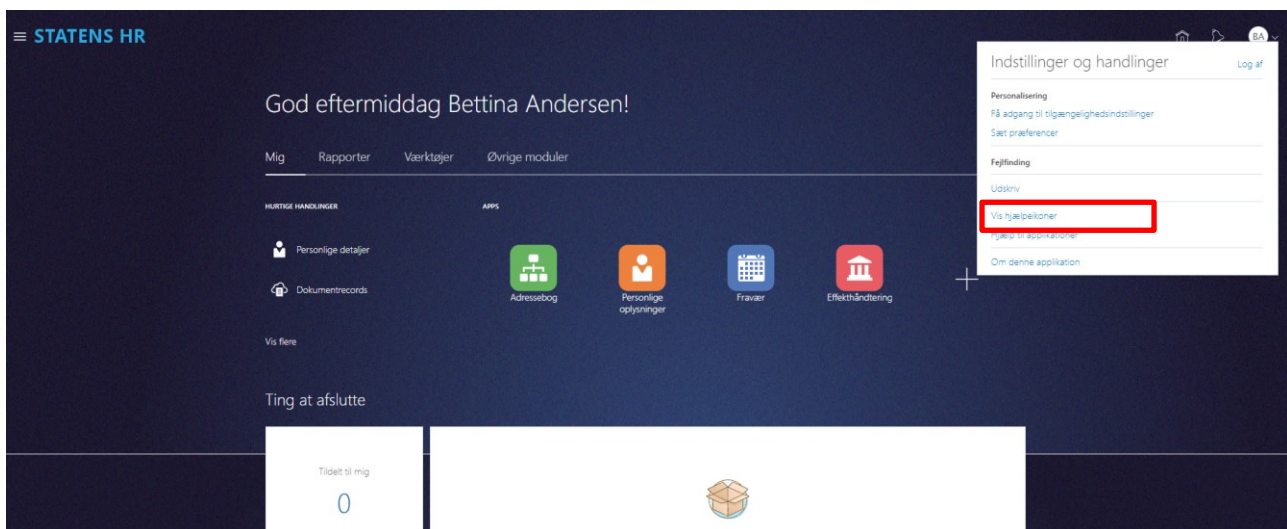 STATENS HR
BA
Indstillinger og handlinger
Log af
Personalisering
Få adgang til tilgængelighedsindstillinger
Sæt præferencer
Fejlfinding
Udskriv
Vis hjælpeikoner
Hjælp til applikationer
Om denne applikation
God eftermiddag Bettina Andersen!
Mig Rapporter Værktøjer Øvrige moduler
HURTIGE HANDLINGER
APPS
Personlige detaljer
Dokumentrecords
Vis flere
Adressebog
Personlige
oplysninger
Fravær
Effekthåndtering
Ting at afslutte
Tildelt til mig
0